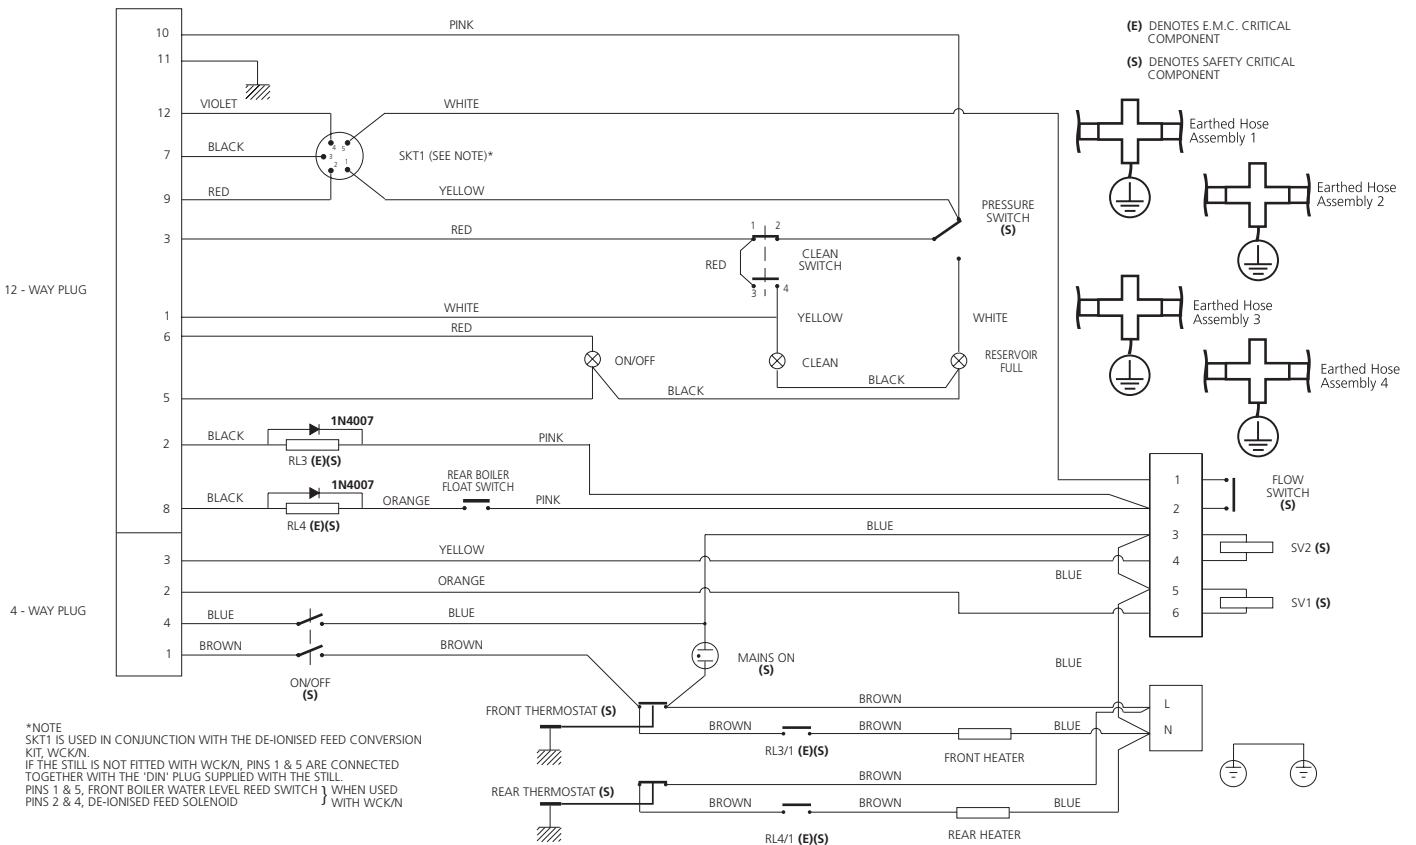 10
PINK
(E) DENOTES E.M.C. CRITICAL
COMPONENT
11
(S) DENOTES SAFETY CRITICAL
COMPONENT
12
VIOLET
WHITE
Earthed Hose
Assembly 1
7
BLACK
4 5
3
2 1
SKT1 (SEE NOTE)*
9
RED
YELLOW
Earthed Hose
Assembly 2
PRESSURE
SWITCH
(S)
3
RED
1 2
CLEAN
SWITCH
RED
3 4
12 - WAY PLUG
Earthed Hose
Assembly 3
1
WHITE
YELLOW
WHITE
6
RED
ON/OFF
CLEAN
RESERVOIR
FULL
Earthed Hose
Assembly 4
BLACK
5
BLACK
1N4007
2
BLACK
PINK
RL3 (E)(S)
REAR BOILER
FLOAT SWITCH
1N4007
8
BLACK
ORANGE
PINK
RL4 (E)(S)
1
2
FLOW
SWITCH
(S)
BLUE
3
3
YELLOW
4
SV2 (S)
BLUE
2
ORANGE
5
SV1 (S)
4 - WAY PLUG
4
BLUE
BLUE
6
1
BROWN
BROWN
MAINS ON
(S)
BLUE
ON/OFF
(S)
FRONT THERMOSTAT (S)
BROWN
L
BROWN
BROWN
BLUE
N
RL3/1 (E)(S)
FRONT HEATER
REAR THERMOSTAT (S)
BROWN
BROWN
BROWN
BLUE
RL4/1 (E)(S)
REAR HEATER
*NOTE
SKT1 IS USED IN CONJUNCTION WITH THE DE-IONISED FEED CONVERSION
KIT, WCK/N.
IF THE STILL IS NOT FITTED WITH WCK/N, PINS 1 & 5 ARE CONNECTED
TOGETHER WITH THE 'DIN' PLUG SUPPLIED WITH THE STILL.
PINS 1 & 5, FRONT BOILER WATER LEVEL REED SWITCH } WHEN USED
PINS 2 & 4, DE-IONISED FEED SOLENOID WITH WCK/N